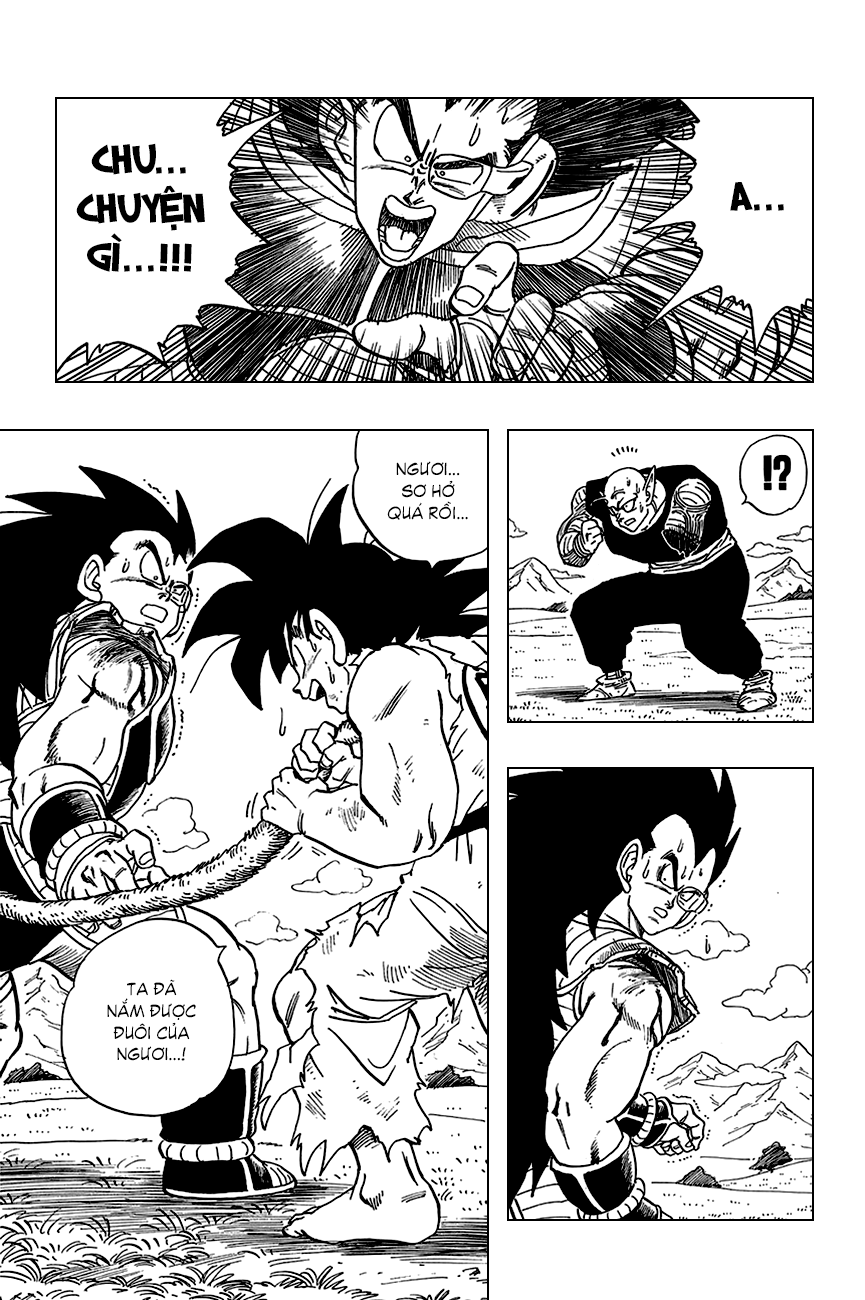 A...
CHU...
CHUYỆN
GÌ...!!!
!?
NGƯƠI...
SƠ HỞ
QUÁ RỒI...
TA ĐÃ
NẮM ĐƯỢC
ĐUÔI CỦA
NGƯƠI...!